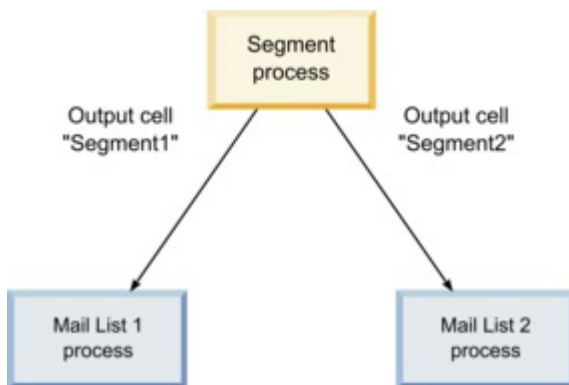 Segment
process
Output cell
"Segment1"
Output cell
"Segment2"
Mail List 1
process
Mail List 2
process